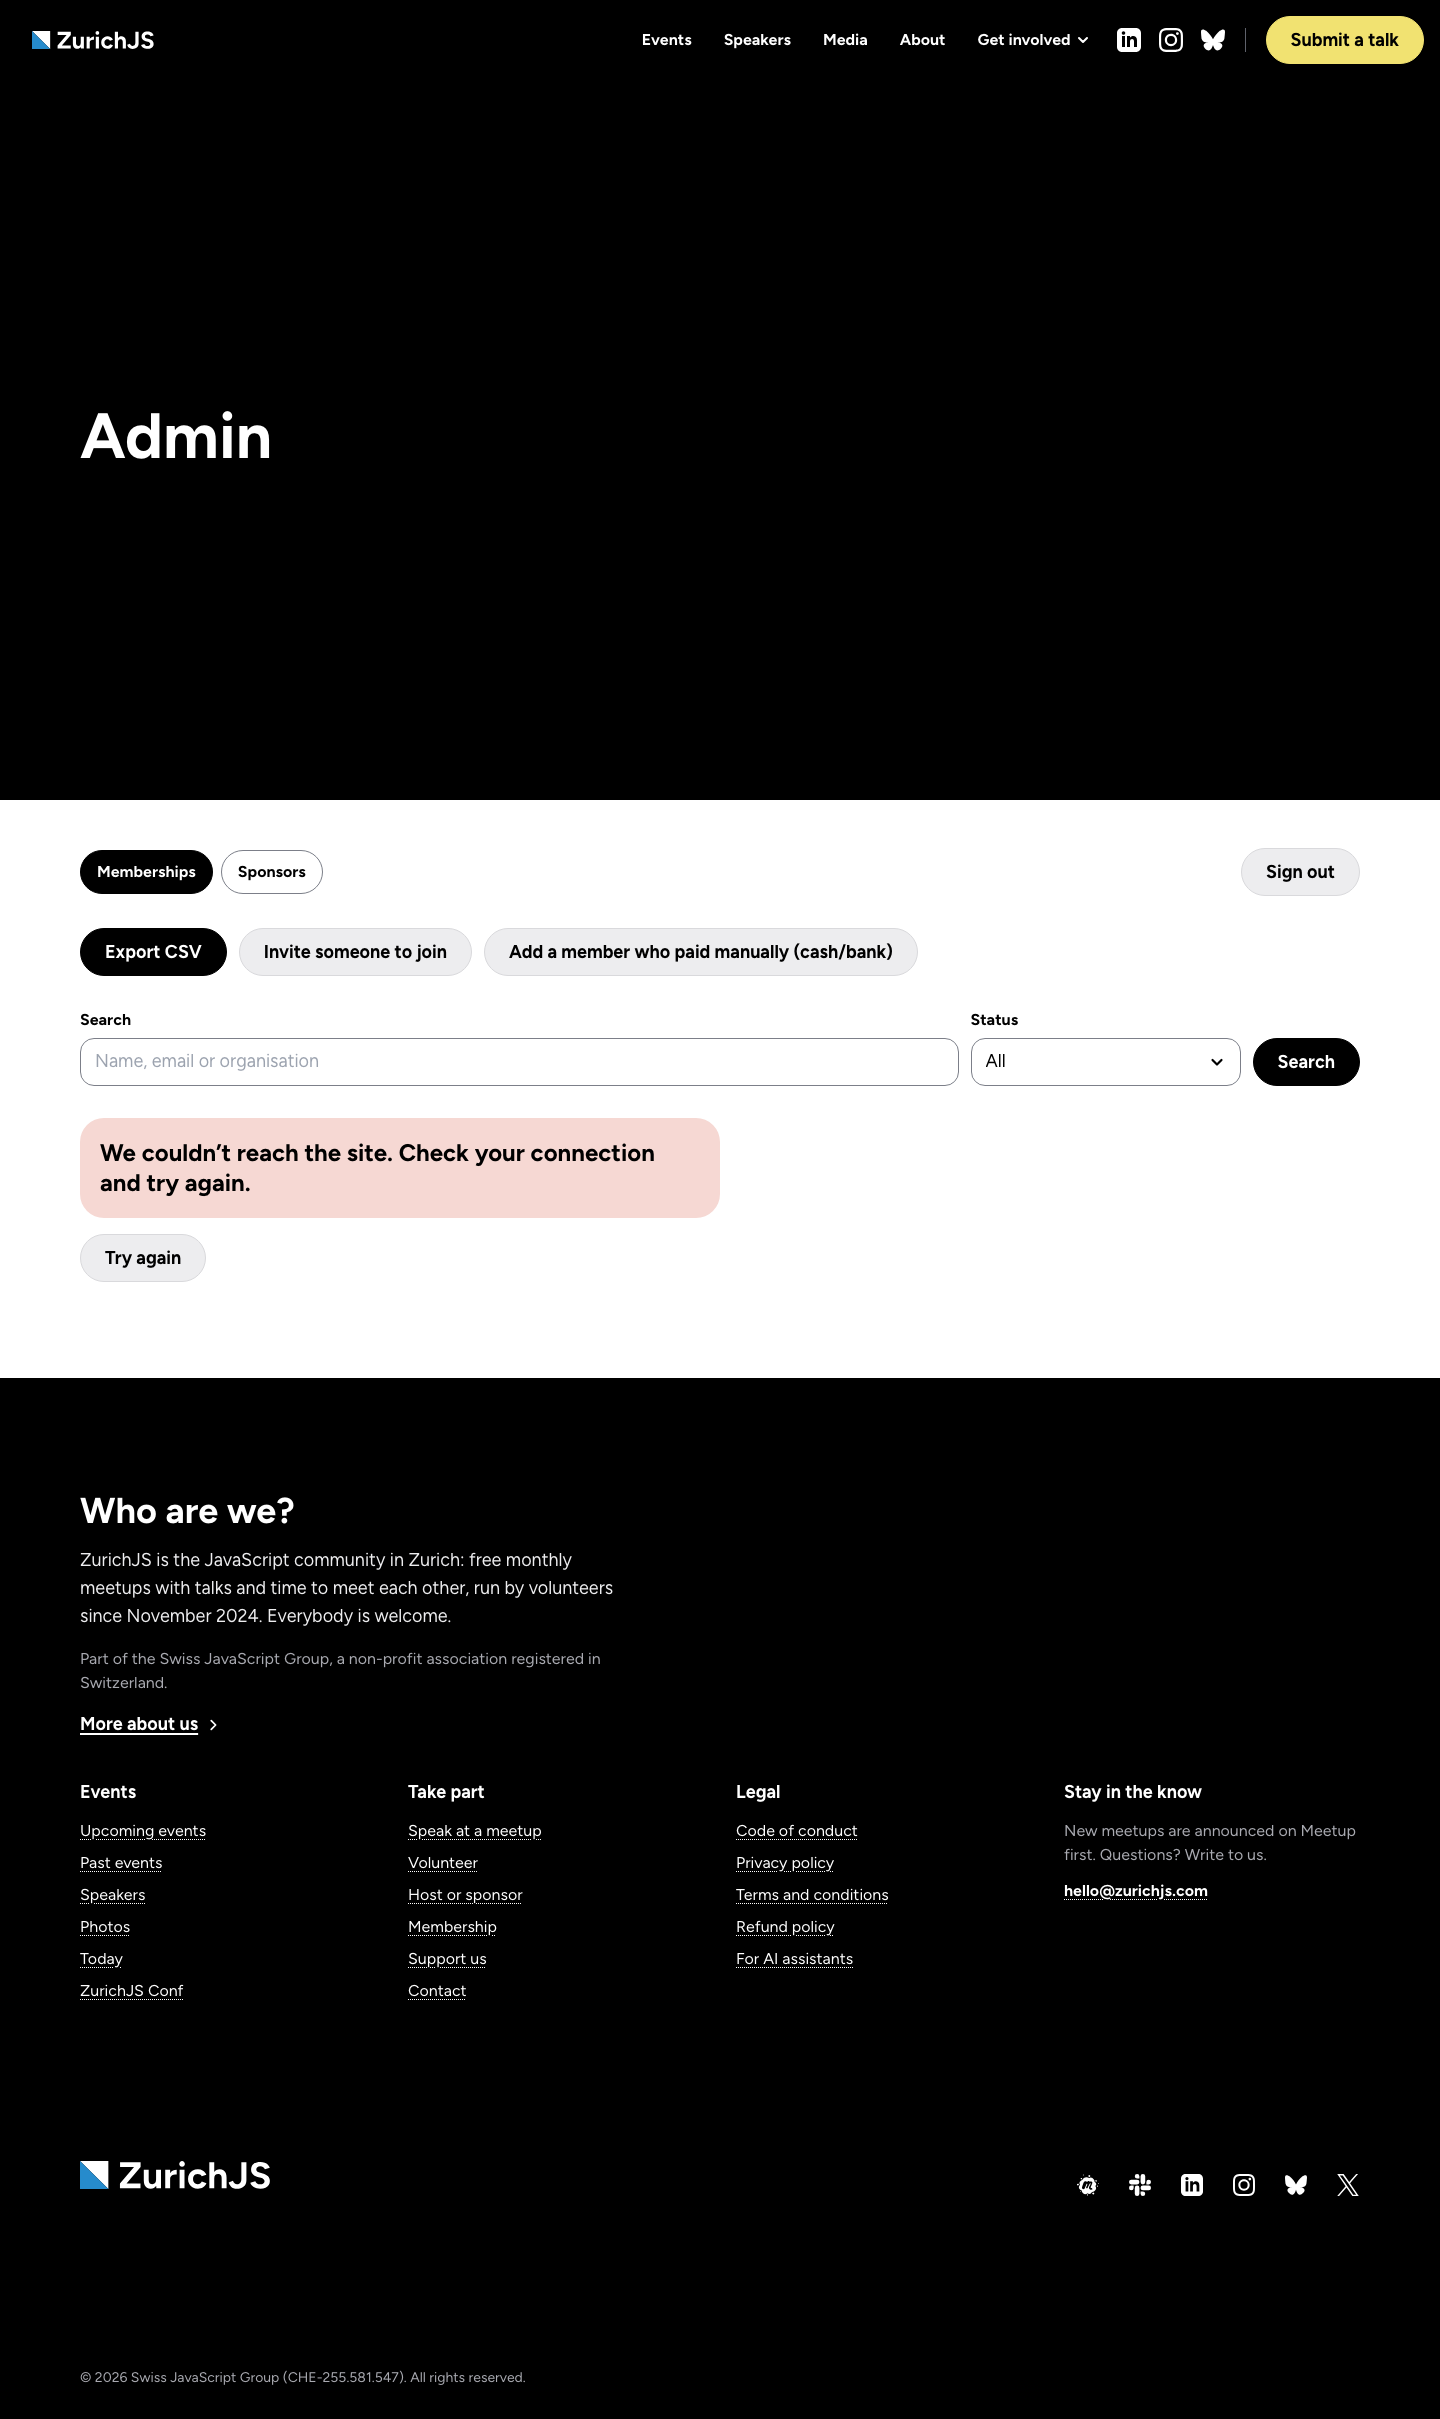 ZurichJS
Events
Speakers
Media
About
Get involved
Submit a talk
Admin
Memberships
Sponsors
Sign out
Export CSV
Invite someone to join
Add a member who paid manually (cash/bank)
Search
Status
Name, email or organisation
All
Search
We couldn’t reach the site. Check your connection
and try again.
Try again
Who are we?
ZurichJS is the JavaScript community in Zurich: free monthly
meetups with talks and time to meet each other, run by volunteers
since November 2024. Everybody is welcome.
Part of the Swiss JavaScript Group, a non-profit association registered in
Switzerland.
More about us
Events
Upcoming events
Past events
Speakers
Photos
Today
ZurichJS Conf
Take part
Speak at a meetup
Volunteer
Host or sponsor
Membership
Support us
Contact
Legal
Code of conduct
Privacy policy
Terms and conditions
Refund policy
For AI assistants
Stay in the know
New meetups are announced on Meetup
first. Questions? Write to us.
hello@zurichjs.com
ZurichJS
© 2026 Swiss JavaScript Group (CHE-255.581.547). All rights reserved.